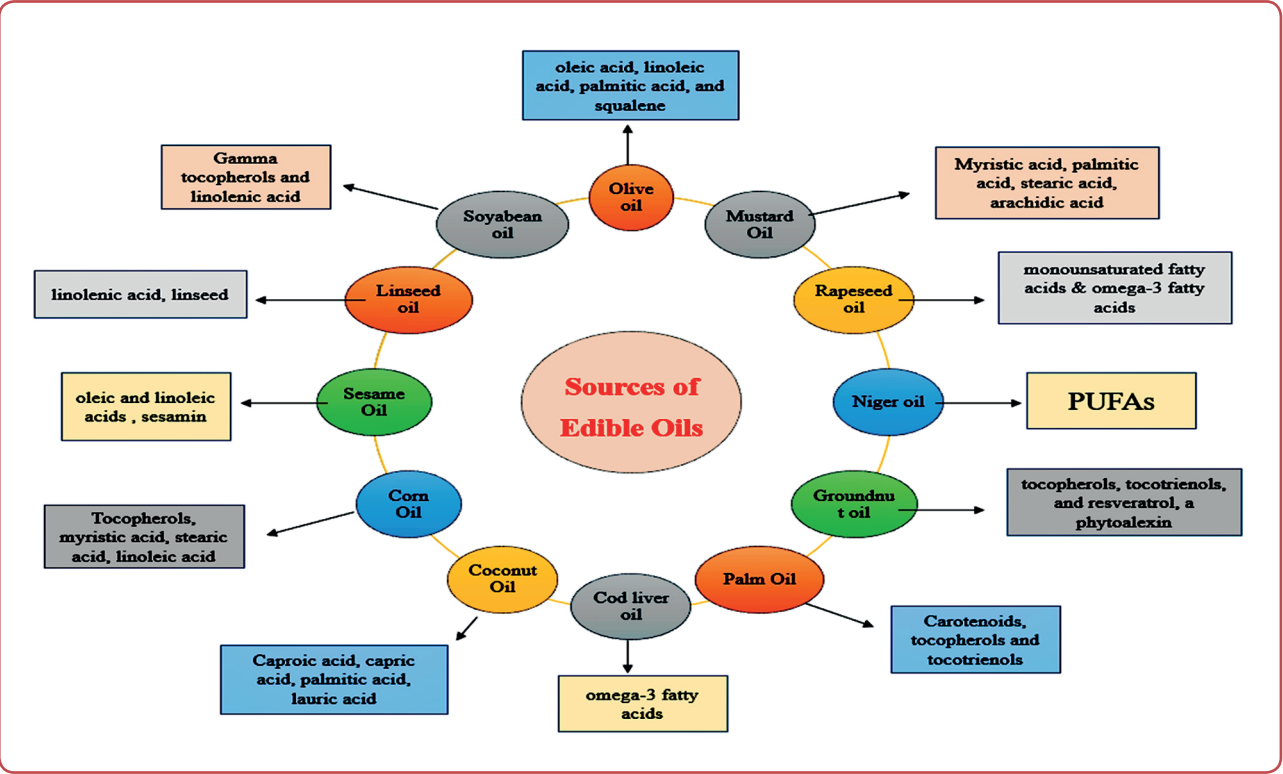 oleic acid, linoleic
acid, palmitic acid, and
squalene
Gamma
tocopherols and
linolenic acid
Myristic acid, palmitic
acid, stearic acid,
arachidic acid
Olive
oil
Soyabean
oil
Mustard
Oil
linolenic acid, linseed
Linseed
oil
Rapeseed
oil
monounsaturated fatty
acids & omega-3 fatty
acids
oleic and linoleic
acids , sesamin
Sesame
Oil
Sources of
Edible Oils
Niger oil
PUFAs
Tocopherols,
myristic acid, stearic
acid, linoleic acid
Corn
Oil
Groundnu
t oil
tocopherols, tocotrienols,
and resveratrol, a
phytoalexin
Coconut
Oil
Cod liver
oil
Palm Oil
Carotenoids,
tocopherols and
tocotrienols
Caproic acid, capric
acid, palmitic acid,
lauric acid
omega-3 fatty
acids